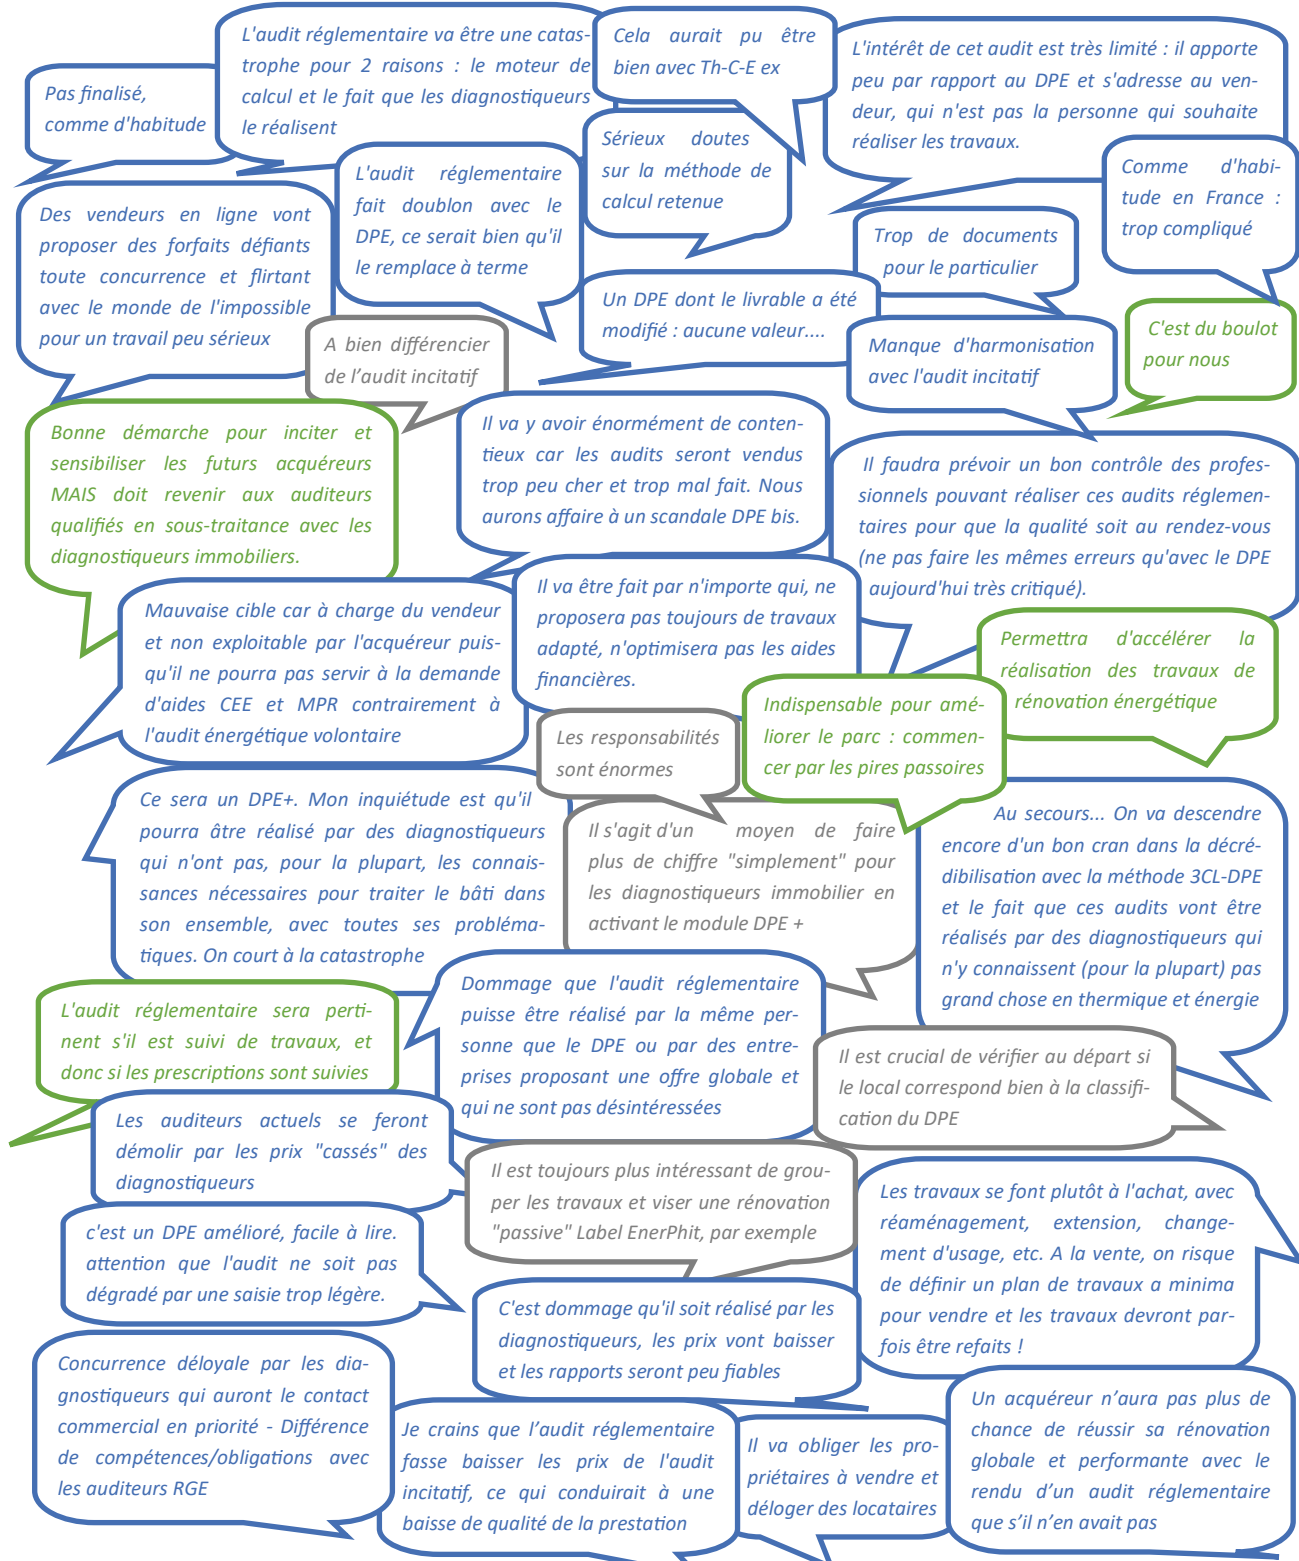 Pas finalisé,
comme d'habitude
L'audit réglementaire va être une catas-
trophe pour 2 raisons : le moteur de
calcul et le fait que les diagnostiqueurs
le réalisent
Cela aurait pu être
bien avec Th-C-E ex
L'intérêt de cet audit est très limité : il apporte
peu par rapport au DPE et s'adresse au ven-
deur, qui n'est pas la personne qui souhaite
réaliser les travaux.
Sérieux doutes
sur la méthode de
calcul retenue
L'audit réglementaire
fait doublon avec le
DPE, ce serait bien qu'il
le remplace à terme
Comme d'habi-
tude en France :
trop compliqué
Des vendeurs en ligne vont
proposer des forfaits défiants
toute concurrence et flirtant
avec le monde de l'impossible
pour un travail peu sérieux
Trop de documents
pour le particulier
Un DPE dont le livrable a été
modifié : aucune valeur....
A bien différencier
de l’audit incitatif
Manque d'harmonisation
avec l'audit incitatif
C'est du boulot
pour nous
Bonne démarche pour inciter et
sensibiliser les futurs acquéreurs
MAIS doit revenir aux auditeurs
qualifiés en sous-traitance avec les
diagnostiqueurs immobiliers.
Il va y avoir énormément de conten-
tieux car les audits seront vendus
trop peu cher et trop mal fait. Nous
aurons affaire à un scandale DPE bis.
Il faudra prévoir un bon contrôle des profes-
sionnels pouvant réaliser ces audits réglemen-
taires pour que la qualité soit au rendez-vous
(ne pas faire les mêmes erreurs qu'avec le DPE
aujourd'hui très critiqué).
Mauvaise cible car à charge du vendeur
et non exploitable par l'acquéreur puis-
qu'il ne pourra pas servir à la demande
d'aides CEE et MPR contrairement à
l'audit énergétique volontaire
Il va être fait par n'importe qui, ne
proposera pas toujours de travaux
adapté, n'optimisera pas les aides
financières.
Permettra d'accélérer la
réalisation des travaux de
rénovation énergétique
Indispensable pour amé-
liorer le parc : commen-
cer par les pires passoires
Les responsabilités
sont énormes
Ce sera un DPE+. Mon inquiétude est qu'il
pourra âtre réalisé par des diagnostiqueurs
qui n'ont pas, pour la plupart, les connais-
sances nécessaires pour traiter le bâti dans
son ensemble, avec toutes ses probléma-
tiques. On court à la catastrophe
Il s'agit d'un moyen de faire
plus de chiffre "simplement" pour
les diagnostiqueurs immobilier en
activant le module DPE +
Au secours... On va descendre
encore d'un bon cran dans la décré-
dibilisation avec la méthode 3CL-DPE
et le fait que ces audits vont être
réalisés par des diagnostiqueurs qui
n'y connaissent (pour la plupart) pas
grand chose en thermique et énergie
L'audit réglementaire sera perti-
nent s'il est suivi de travaux, et
donc si les prescriptions sont suivies
Dommage que l'audit réglementaire
puisse être réalisé par la même per-
sonne que le DPE ou par des entre-
prises proposant une offre globale et
qui ne sont pas désintéressées
Il est crucial de vérifier au départ si
le local correspond bien à la classifi-
cation du DPE
Les auditeurs actuels se feront
démolir par les prix "cassés" des
diagnostiqueurs
Il est toujours plus intéressant de grou-
per les travaux et viser une rénovation
"passive" Label EnerPhit, par exemple
Les travaux se font plutôt à l'achat, avec
réaménagement, extension, change-
ment d'usage, etc. A la vente, on risque
de définir un plan de travaux a minima
pour vendre et les travaux devront par-
fois être refaits !
c'est un DPE amélioré, facile à lire.
attention que l'audit ne soit pas
dégradé par une saisie trop légère.
C'est dommage qu'il soit réalisé par les
diagnostiqueurs, les prix vont baisser
et les rapports seront peu fiables
Concurrence déloyale par les dia-
gnostiqueurs qui auront le contact
commercial en priorité - Différence
de compétences/obligations avec
les auditeurs RGE
Je crains que l’audit réglementaire
fasse baisser les prix de l'audit
incitatif, ce qui conduirait à une
baisse de qualité de la prestation
Il va obliger les pro-
priétaires à vendre et
déloger des locataires
Un acquéreur n’aura pas plus de
chance de réussir sa rénovation
globale et performante avec le
rendu d’un audit réglementaire
que s’il n’en avait pas